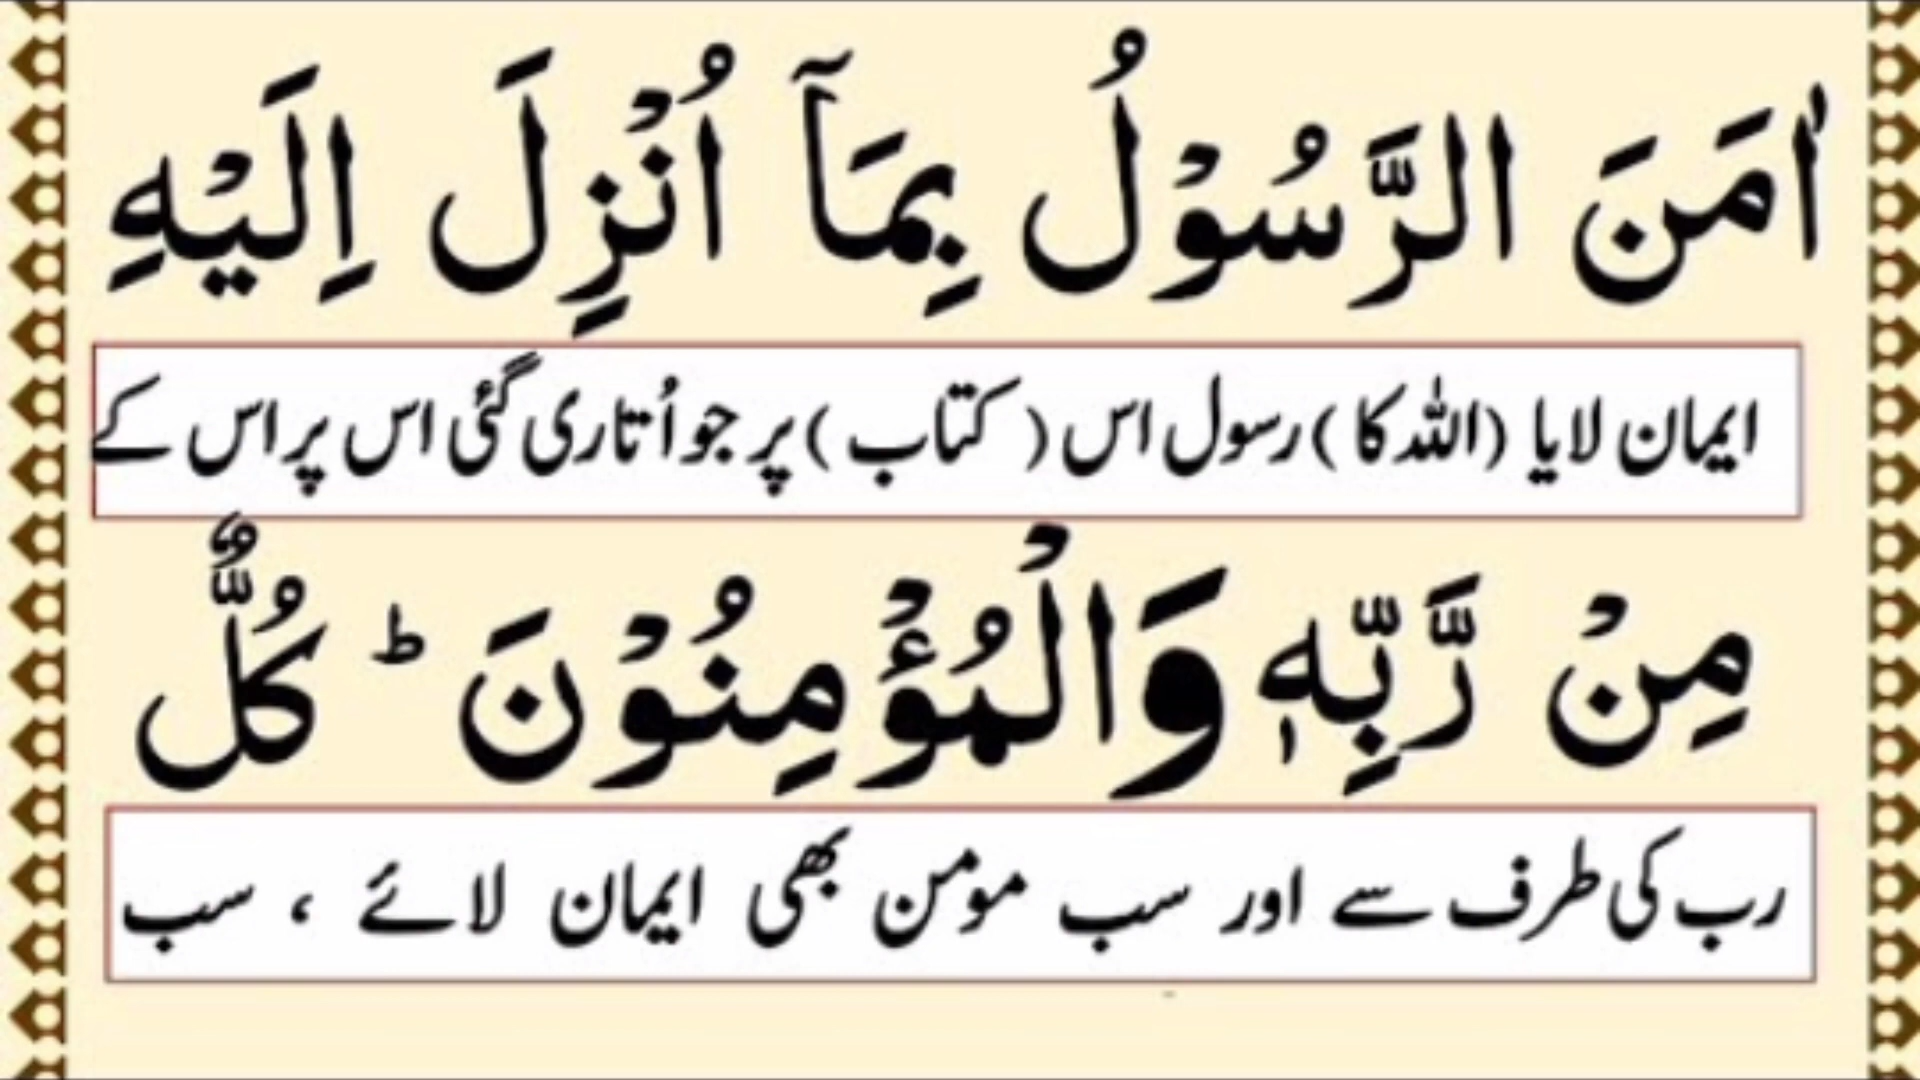 اٰمَنَ الرَّسُوۡلُ بِمَاۤ اُنۡزِلَ اِلَيۡهِ
ایمان لایا (اللہ کا) رسول اس (کتاب) پر جو اُتاری گئی اس پر اس کے
مِنۡ رَّبِّهٖ وَالۡمُؤۡمِنُوۡنَ ؕ كُلٌّ
رب کی طرف سے اور سب مومن بھی ایمان لائے ، سب